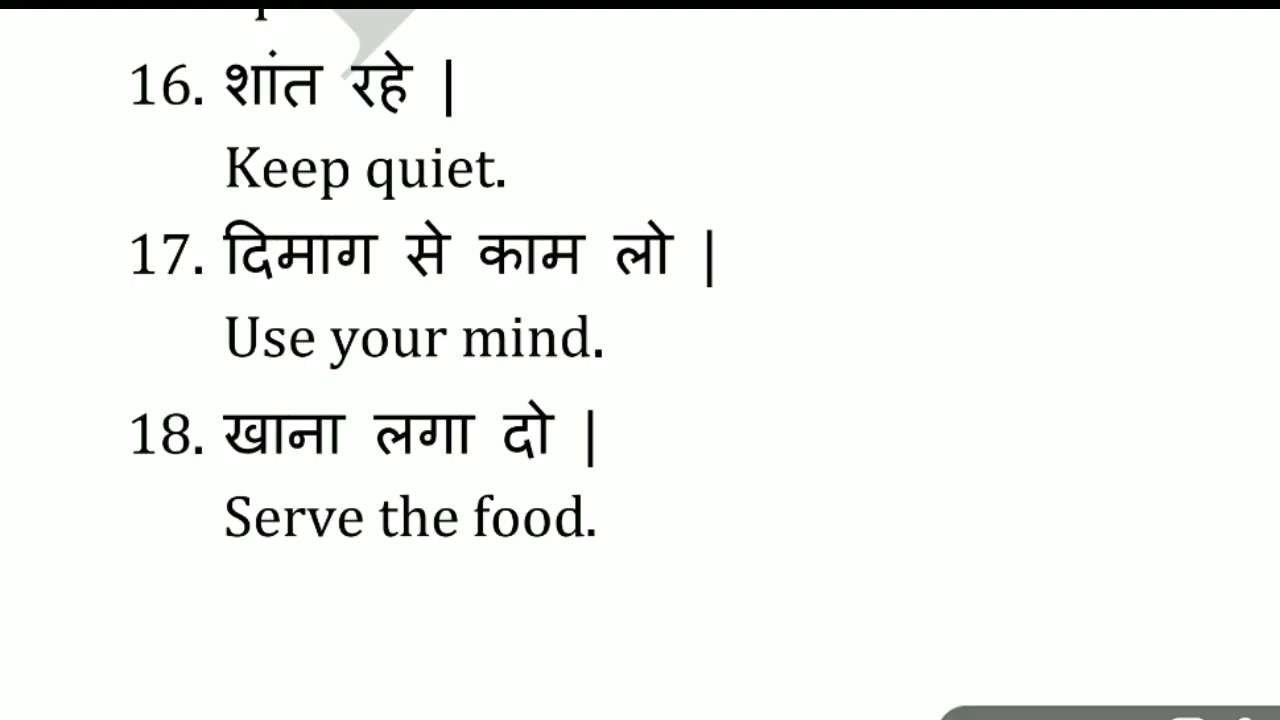 16. शांत रहे |
Keep quiet.
17. दिमाग से काम लो |
Use your mind.
18. खाना लगा दो |
Serve the food.